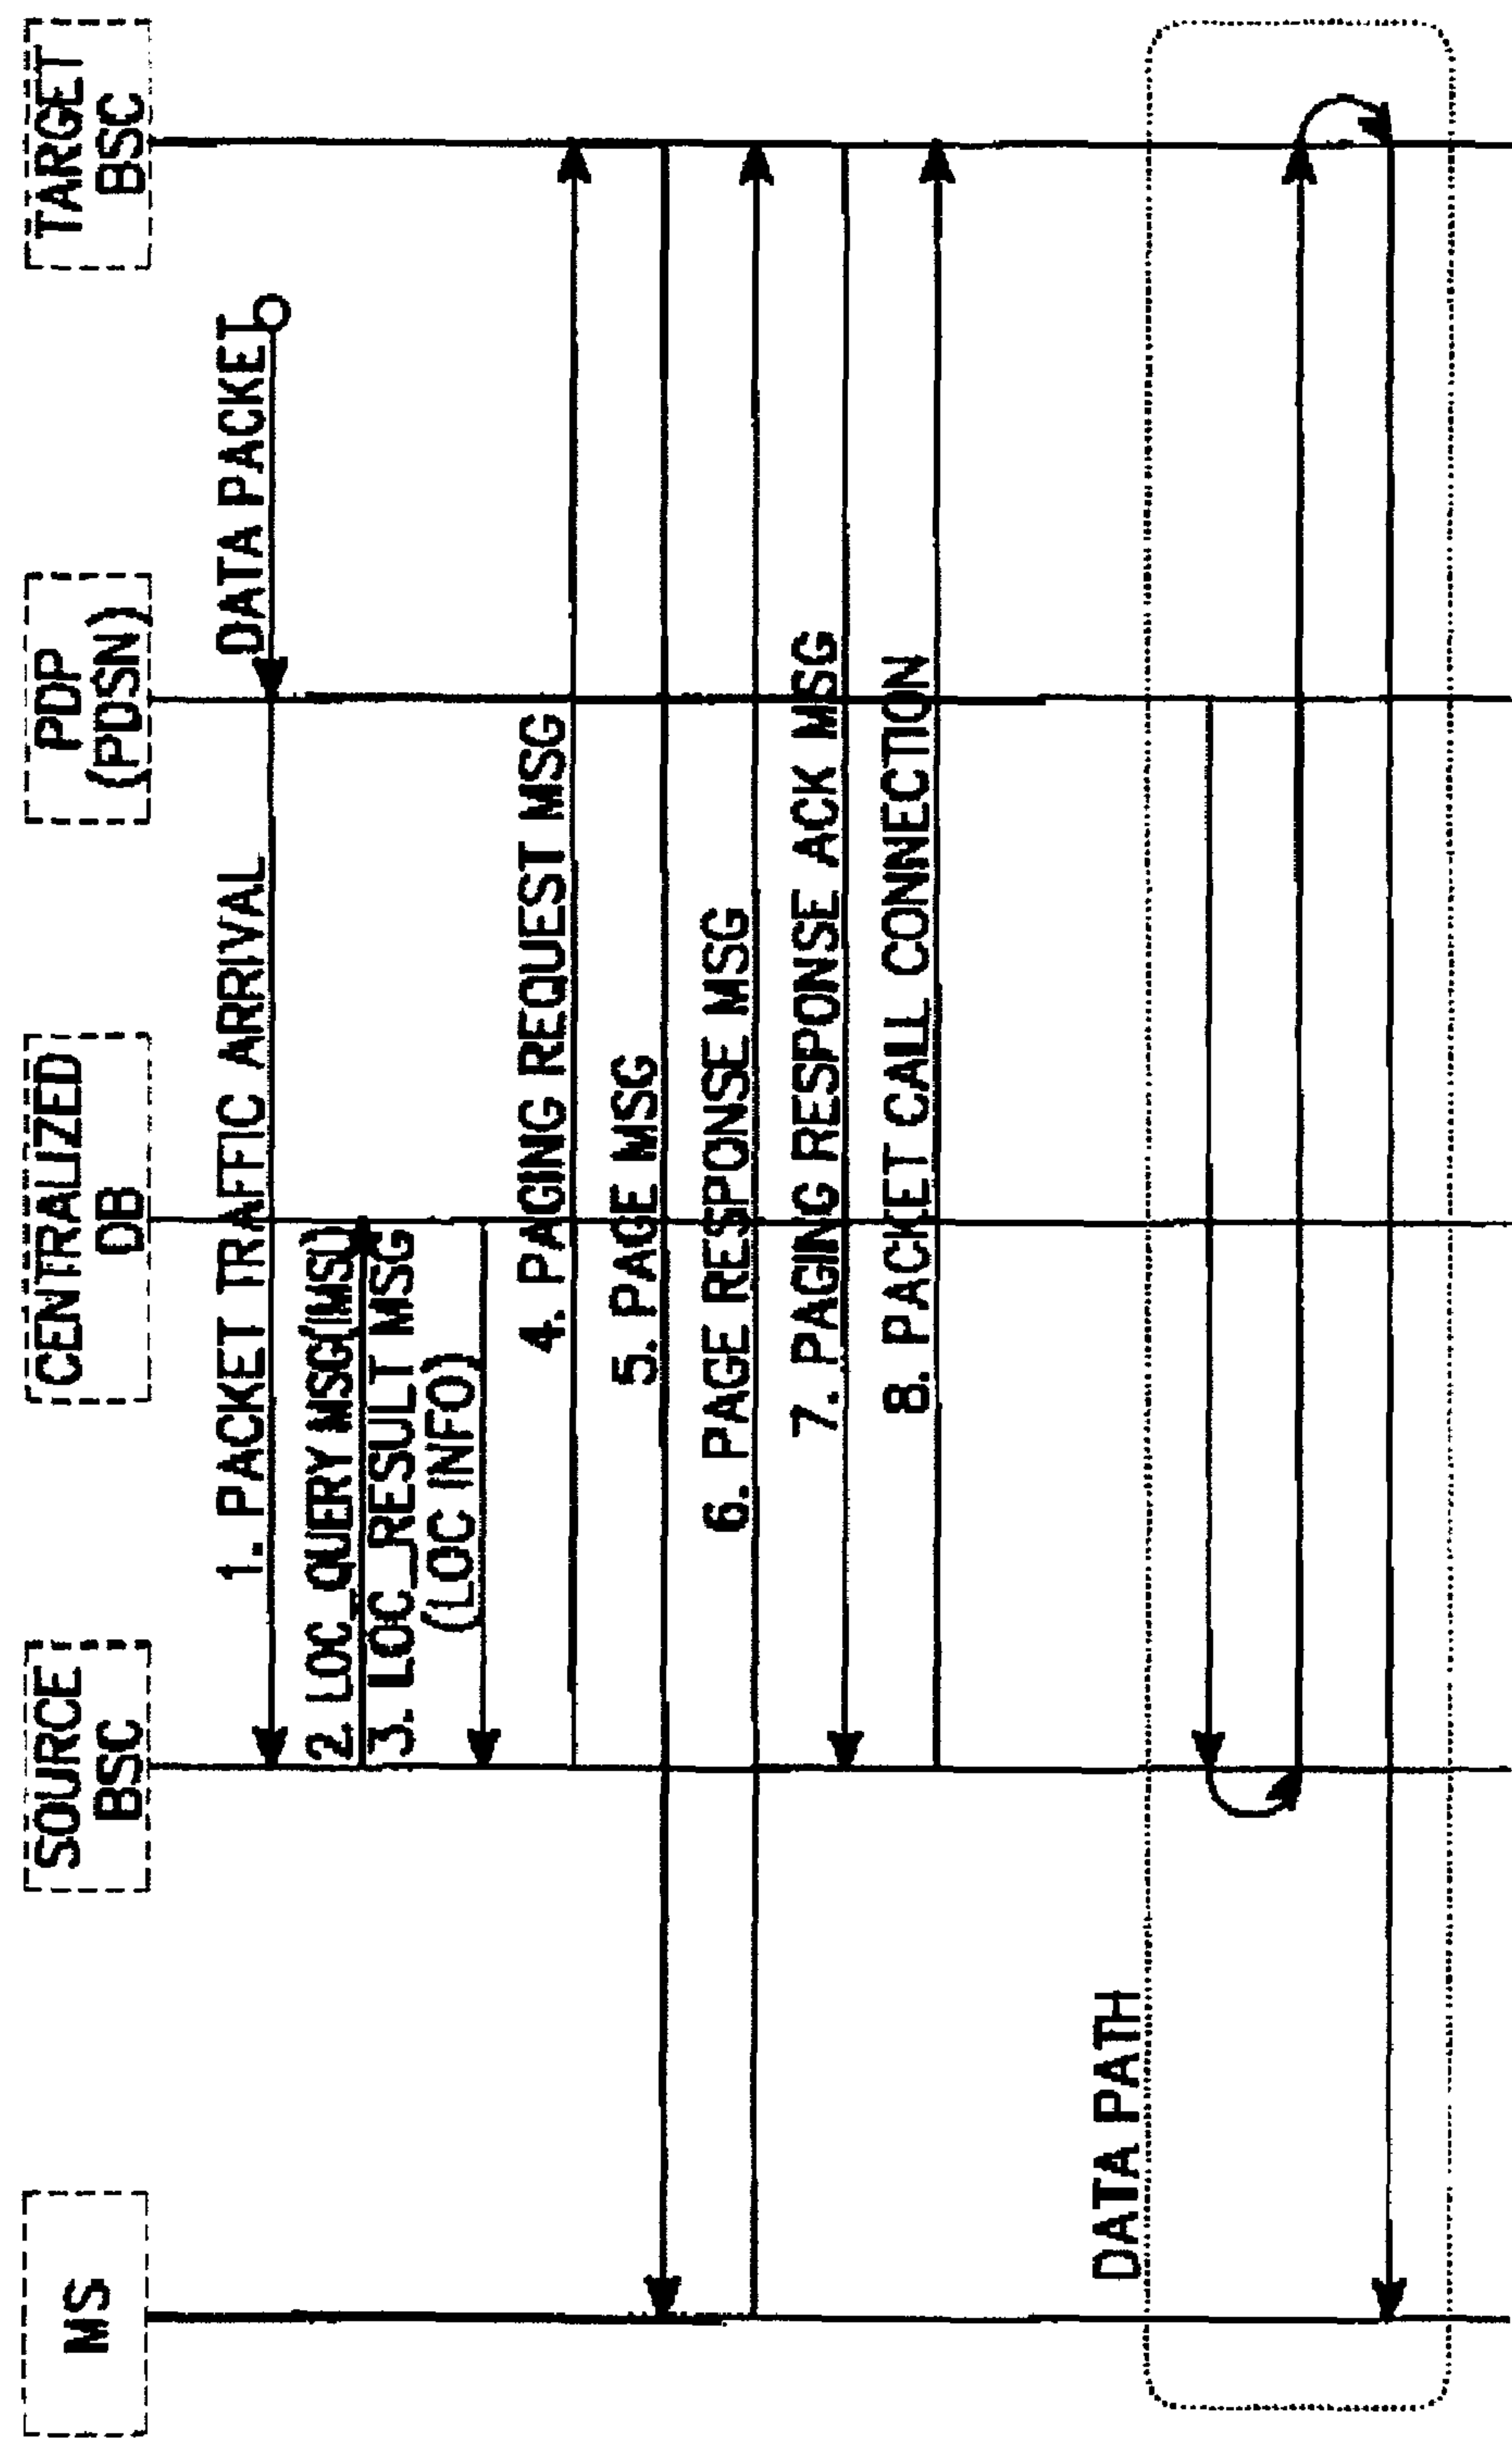 MS
SOURCE
BSC
CENTRALIZED
DB
PDP
(PDSN)
TARGET
BSC
DATA PACKET
1. PACKET TRAFFIC ARRIVAL
2. LOC_QUERY MSG(IMSI)
3. LOC_RESULT MSG
(LOC INFO)
4. PAGING REQUEST MSG
5. PAGE MSG
6. PAGE RESPONSE MSG
7. PAGING RESPONSE ACK MSG
8. PACKET CALL CONNECTION
DATA PATH